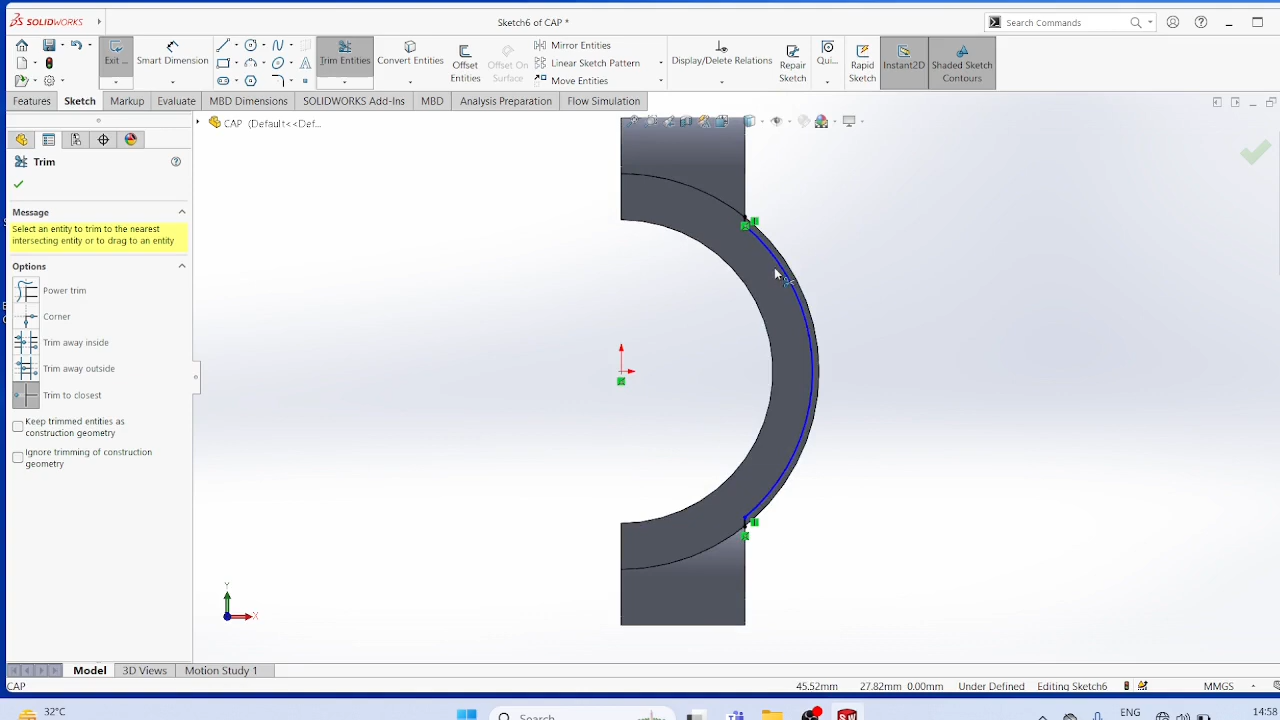 SOLIDWORKS
Sketch6 of CAP *
Search Commands
Exit ...
Smart Dimension
Trim Entities
Convert Entities
Offset Entities
Offset On Surface
Mirror Entities
Linear Sketch Pattern
Move Entities
Display/Delete Relations
Repair Sketch
Qui...
Rapid Sketch
Instant2D
Shaded Sketch Contours
Features
Sketch
Markup
Evaluate
MBD Dimensions
SOLIDWORKS Add-Ins
MBD
Analysis Preparation
Flow Simulation
CAP (Default<<Def...
Trim
Message
Select an entity to trim to the nearest
intersecting entity or to drag to an entity
Options
Power trim
Corner
Trim away inside
Trim away outside
Trim to closest
Keep trimmed entities as
construction geometry
Ignore trimming of construction
geometry
Y
X
Model
3D Views
Motion Study 1
CAP
45.52mm
27.82mm 0.00mm
Under Defined
Editing Sketch6
MMGS
32°C
Search
ENG
14:58